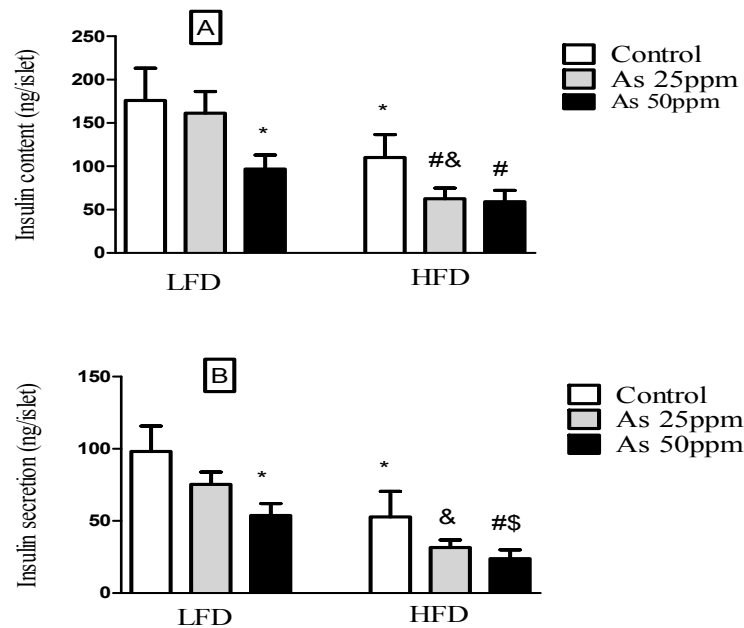 A
Insulin content (ng/islet)
250
200
150
100
50
0
*
*
#&
#
LFD
HFD
Control
As 25ppm
As 50ppm
B
Insulin secretion (ng/islet)
150
100
50
0
*
*
&
#$
LFD
HFD
Control
As 25ppm
As 50ppm